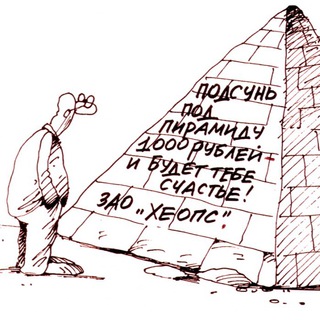 ПОДСУНЬ
ПОД
ПИРАМИДУ
1000 РУБЛЕЙ-
И БУДЕТ ТЕБЕ
СЧАСТЬЕ!
ЗАО „ХЕОПС".